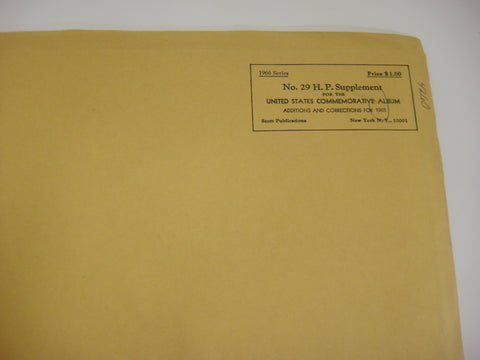 1966 Series Price $1.00
No. 29 H. P. Supplement
FOR THE
UNITED STATES COMMEMORATIVE ALBUM
ADDITIONS AND CORRECTIONS FOR 1965
Scott Publications New York N. Y., 10001